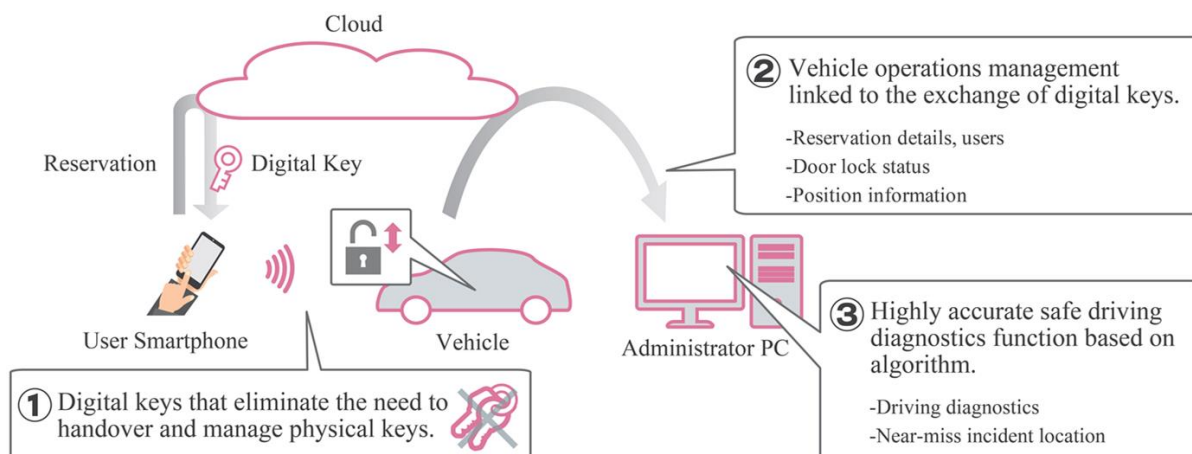 Cloud
Reservation
Digital Key
User Smartphone
Vehicle
Administrator PC
① Digital keys that eliminate the need to
handover and manage physical keys.
② Vehicle operations management
linked to the exchange of digital keys.
-Reservation details, users
-Door lock status
-Position information
③ Highly accurate safe driving
diagnostics function based on
algorithm.
-Driving diagnostics
-Near-miss incident location